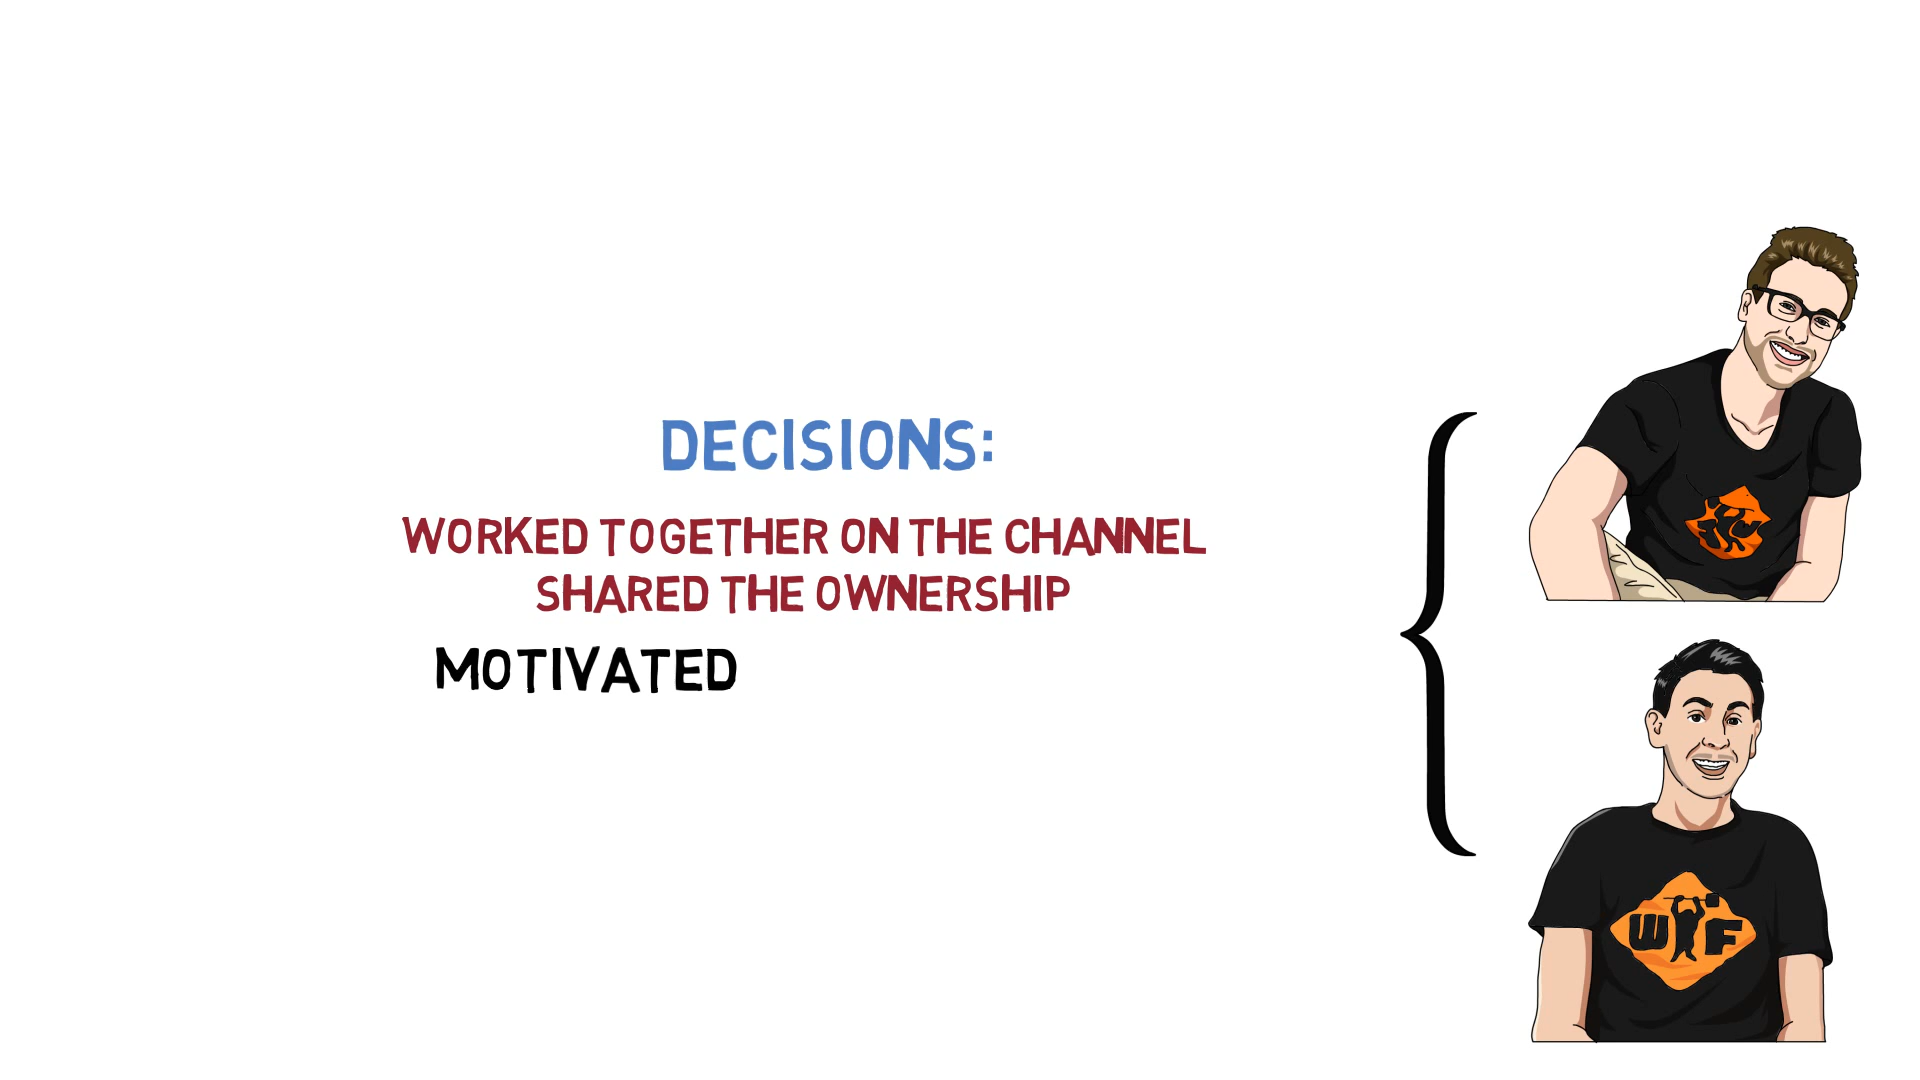 DECISIONS:
WORKED TOGETHER ON THE CHANNEL
SHARED THE OWNERSHIP
MOTIVATED
W F